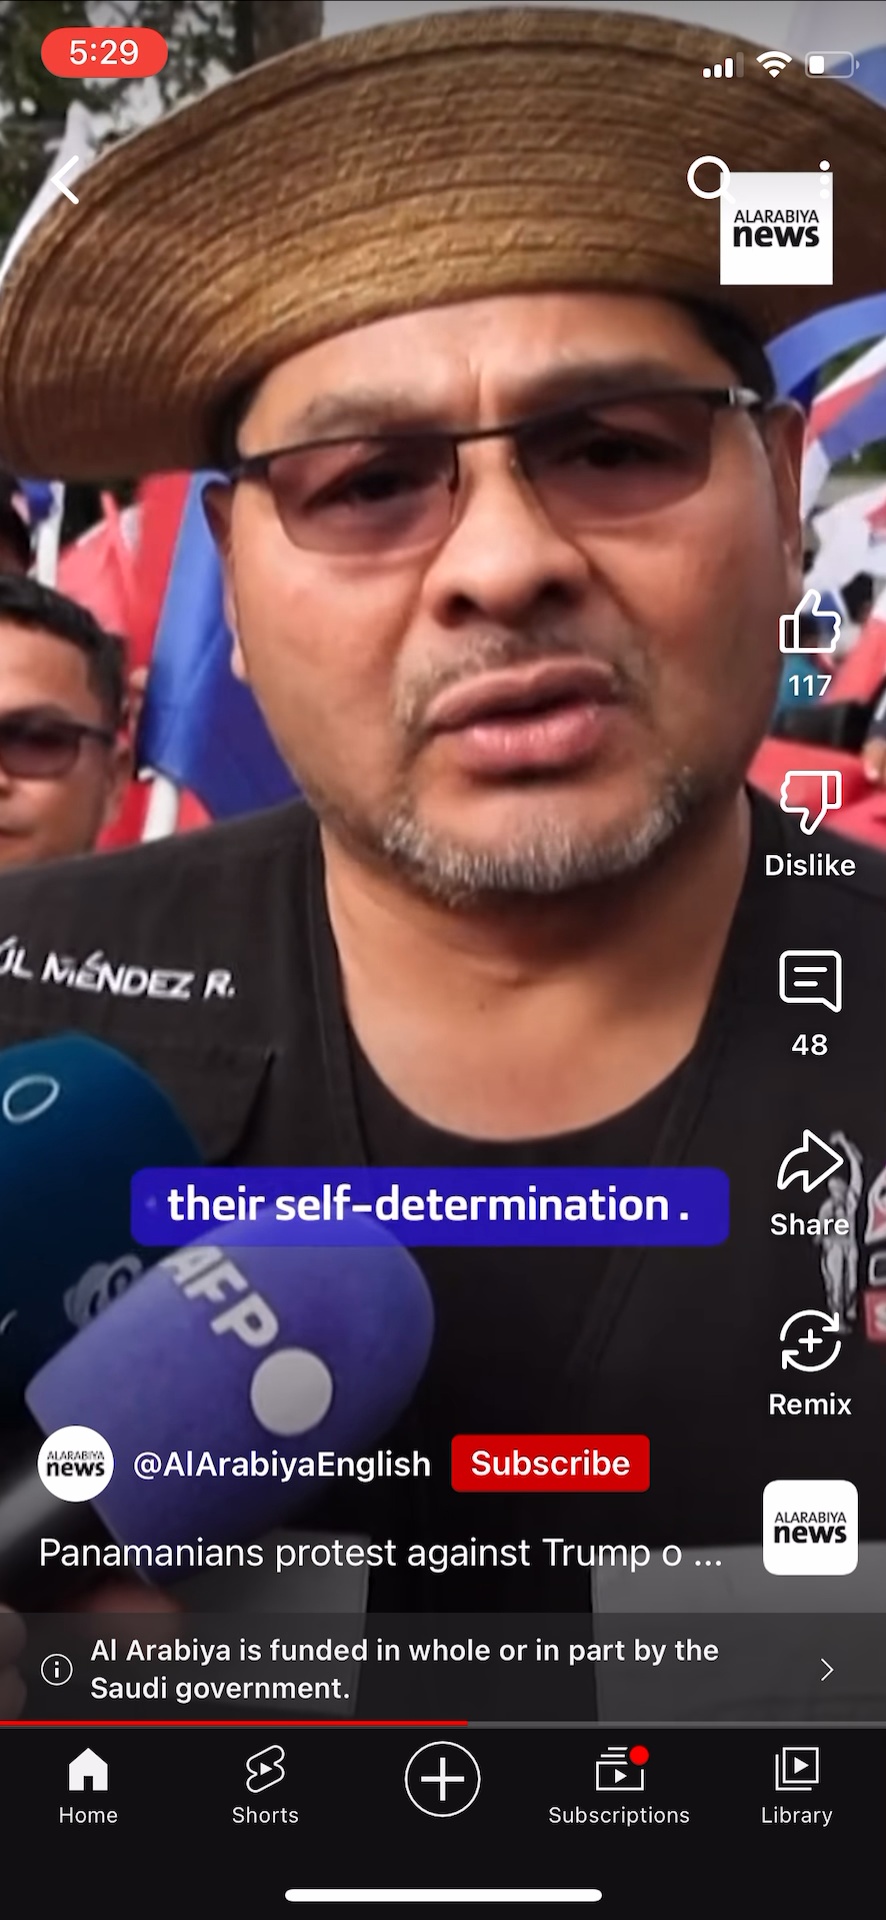 5:29
ALARABIYA
news
117
Dislike
MÉNDEZ R.
48
their self-determination .
Share
AFP
Remix
ALARABIYA
news
@AlArabiyaEnglish
Subscribe
ALARABIYA
news
Panamanians protest against Trump o ...
Al Arabiya is funded in whole or in part by the
Saudi government.
Home
Shorts
Subscriptions
Library